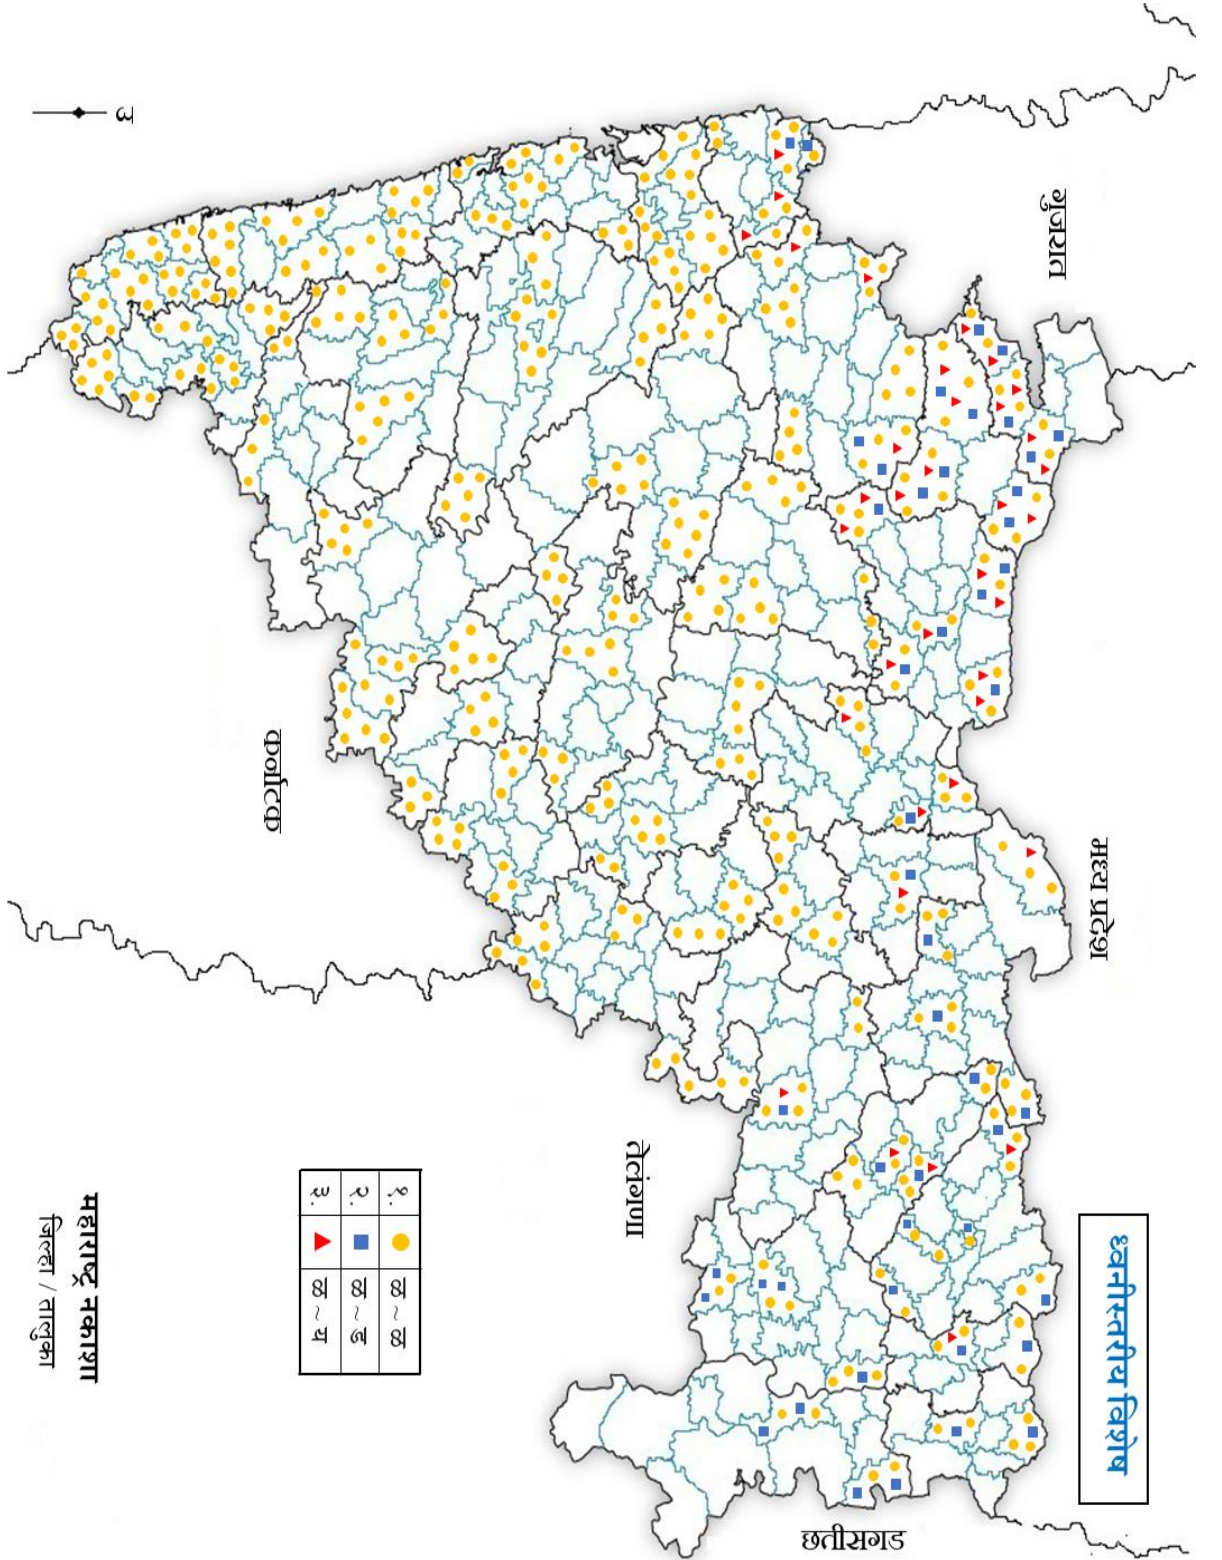 ध्वनीस्तरीय विशेष
गुजरात
मध्य प्रदेश
छतीसगड
उ
कर्नाटक
तेलंगणा
१. ळ ~ ळ
२. ळ ~ ड
३. ळ ~ य
महाराष्ट्र नकाशा
जिल्हा / तालुका